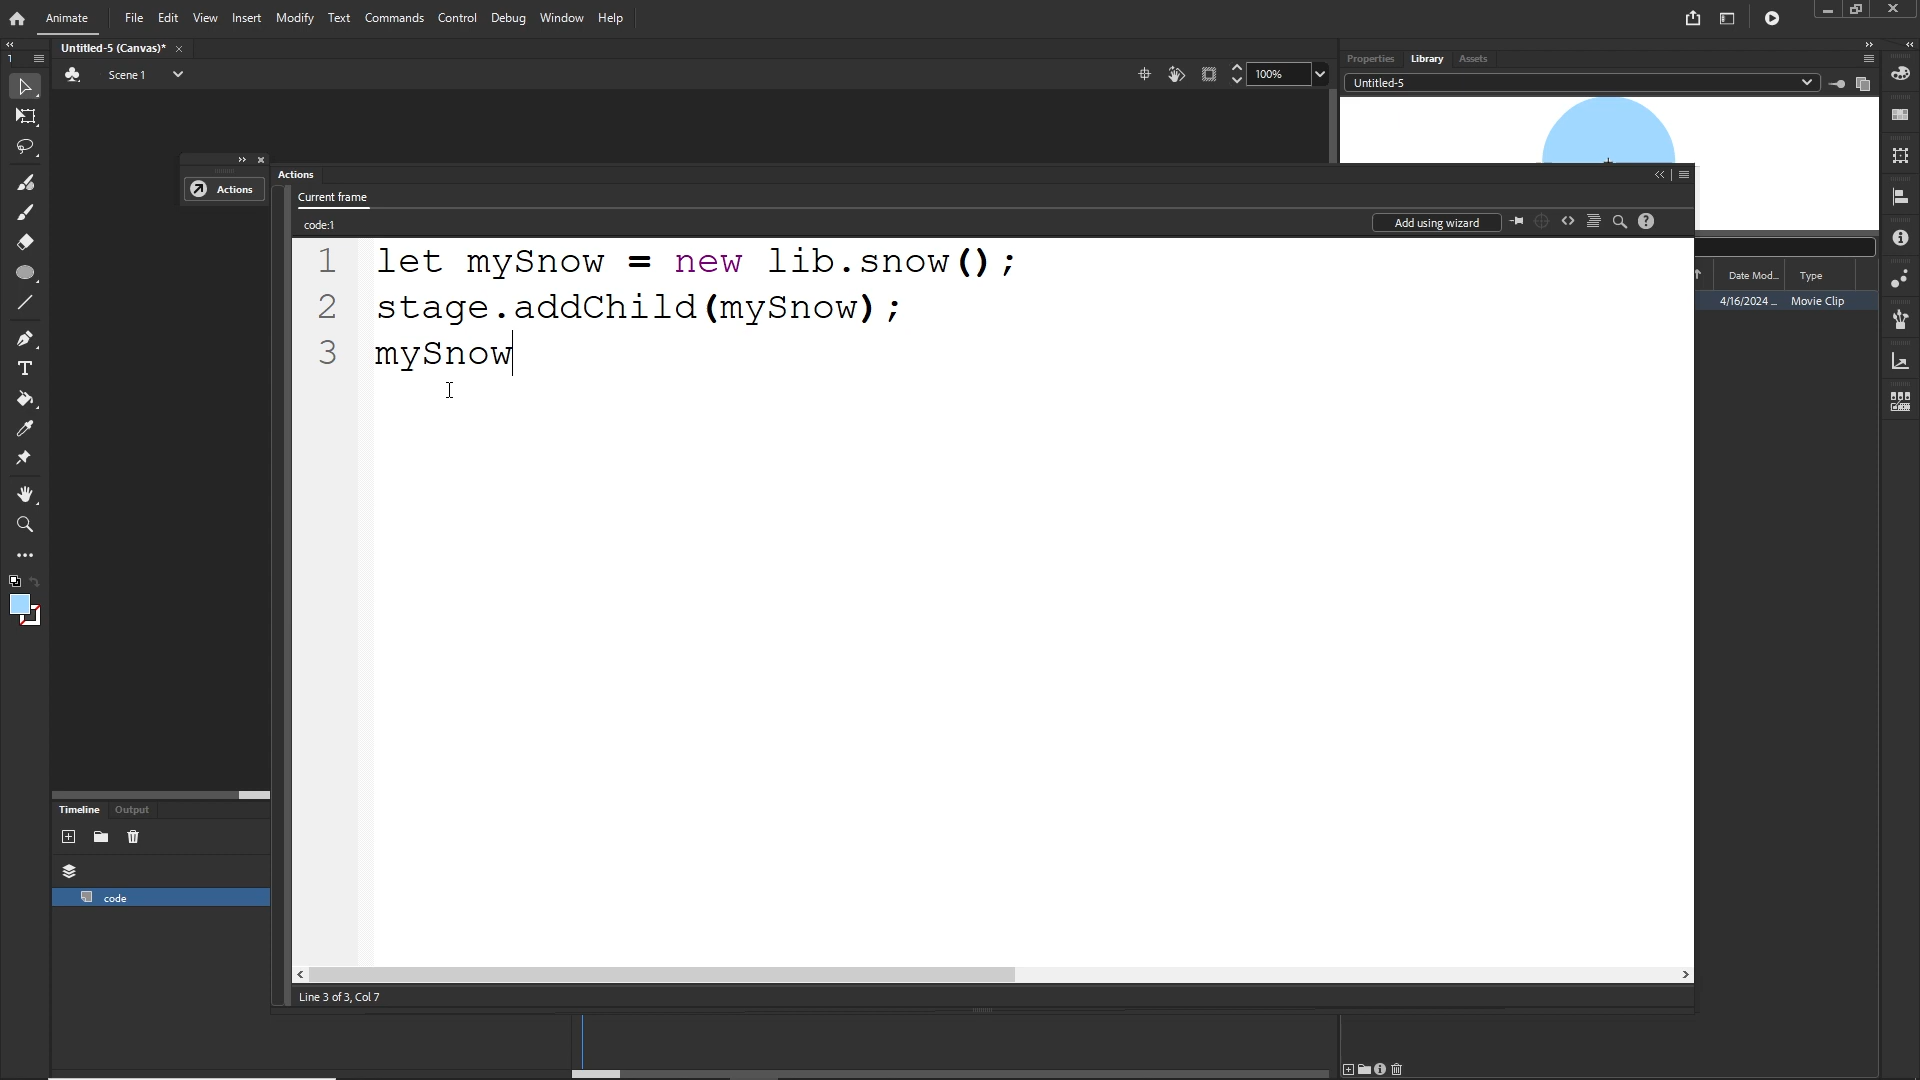 Animate File Edit View Insert Modify Text Commands Control Debug Window Help
Untitled-5 (Canvas)*
Scene 1
100%
Properties Library Assets
Untitled-5
Actions
Actions
Current frame
code:1
Add using wizard
1 let mySnow = new lib.snow();
2 stage.addChild(mySnow);
3 mySnow
Date Mod... Type
4/16/2024 ... Movie Clip
Timeline Output
code
Line 3 of 3, Col 7